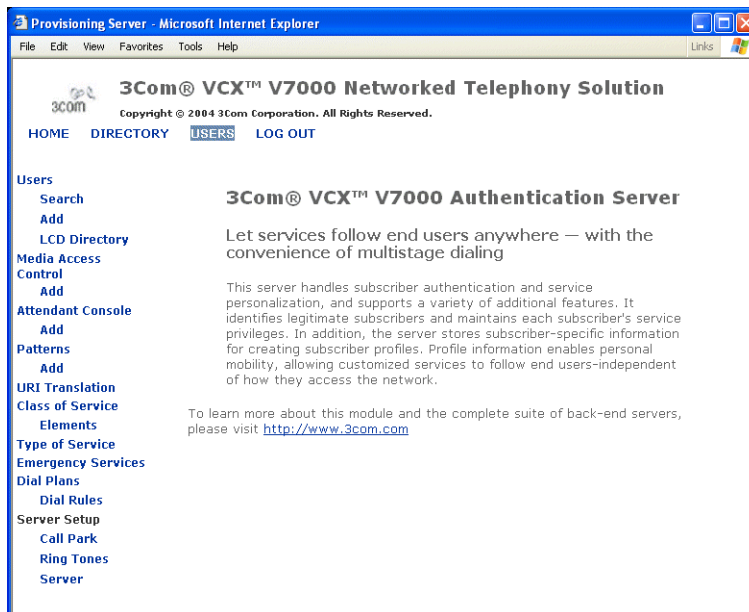 Provisioning Server - Microsoft Internet Explorer
File Edit View Favorites Tools Help Links
3com
3Com® VCX™ V7000 Networked Telephony Solution
Copyright © 2004 3Com Corporation. All Rights Reserved.
HOME DIRECTORY USERS LOG OUT
Users
Search
Add
LCD Directory
Media Access
Control
Add
Attendant Console
Add
Patterns
Add
URI Translation
Class of Service
Elements
Type of Service
Emergency Services
Dial Plans
Dial Rules
Server Setup
Call Park
Ring Tones
Server
3Com® VCX™ V7000 Authentication Server
Let services follow end users anywhere — with the
convenience of multistage dialing
This server handles subscriber authentication and service
personalization, and supports a variety of additional features. It
identifies legitimate subscribers and maintains each subscriber's service
privileges. In addition, the server stores subscriber-specific information
for creating subscriber profiles. Profile information enables personal
mobility, allowing customized services to follow end users-independent
of how they access the network.
To learn more about this module and the complete suite of back-end servers,
please visit http://www.3com.com